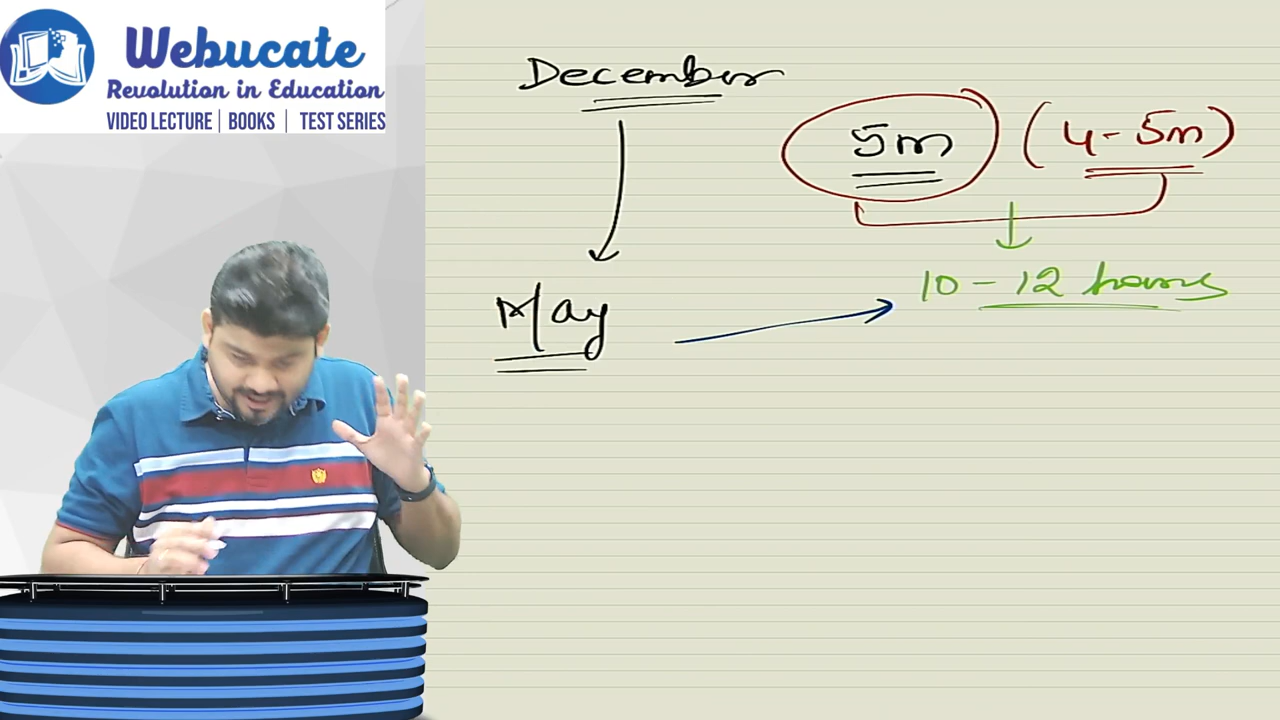 Webucate
Revolution in Education
VIDEO LECTURE | BOOKS | TEST SERIES
December
5m (4-5m)
10-12 hours
May